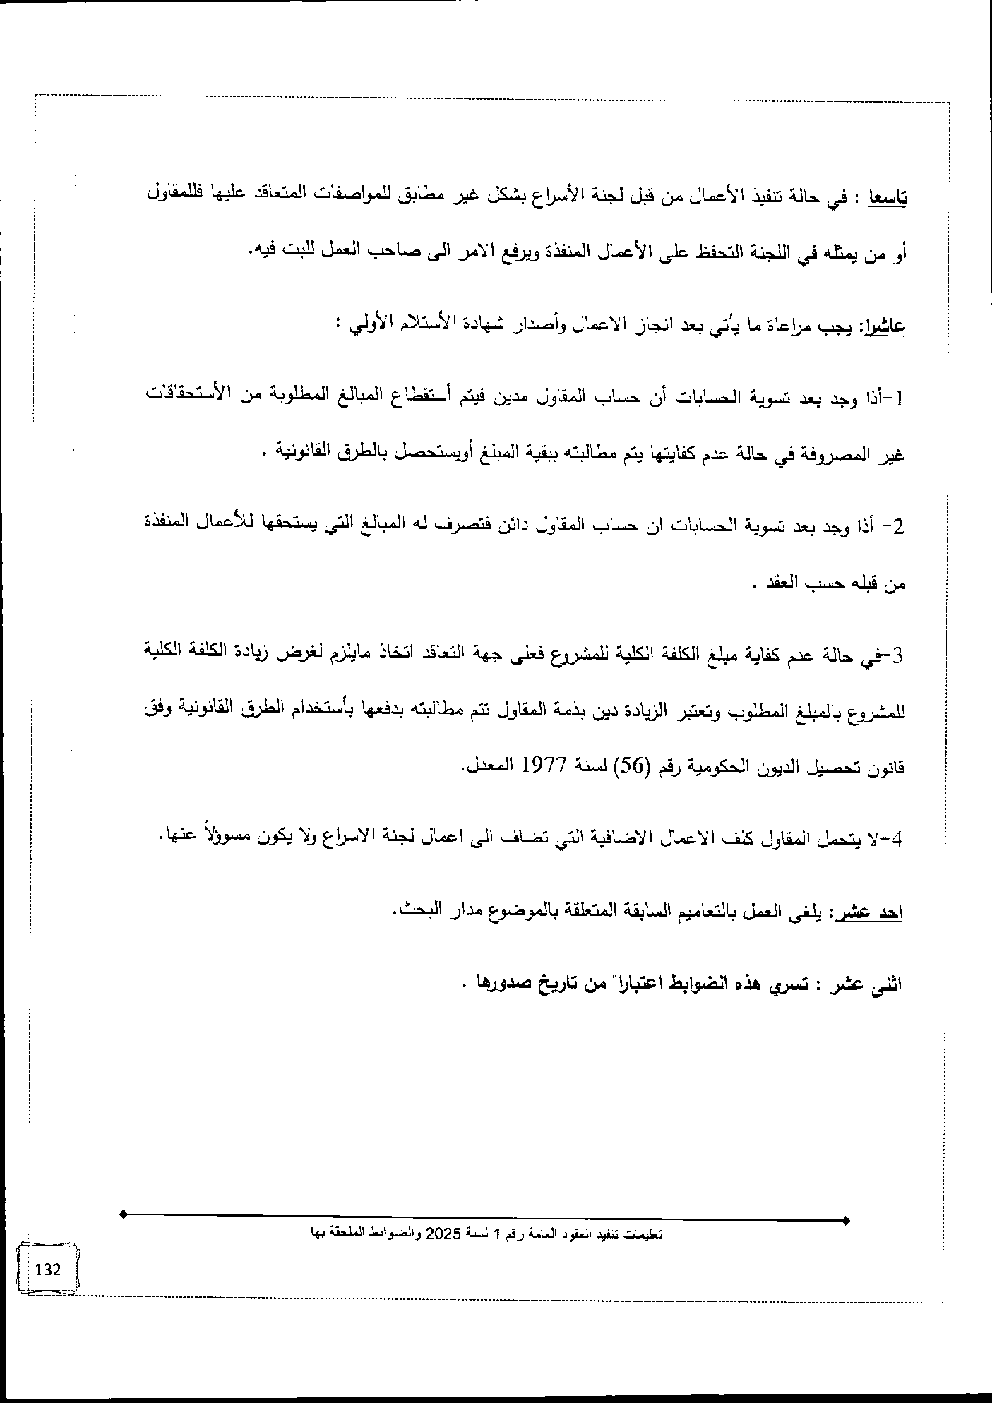 تاسعا : في حالة تنفيذ الأعمال من قبل لجنة الأسراع بشكل غير مطابق للمواصفات المتعاقد عليها فللمقاول
أو من يمثله في اللجنة التحفظ على الأعمال المنفذة ويرفع الامر الى صاحب العمل للبت فيه.
عاشرا: يجب مراعاة ما يأتي بعد انجاز الاعمال وأصدار شهادة الأستلام الأولي :
1-أذا وجد بعد تسوية الحسابات أن حساب المقاول مدين فيتم أستقطاع المبالغ المطلوبة من الأستحقاقات
غير المصروفة في حالة عدم كفايتها يتم مطالبته ببقية المبلغ أويستحصل بالطرق القانونية .
2- أذا وجد بعد تسوية الحسابات ان حساب المقاول دائن فتصرف له المبالغ التي يستحقها للأعمال المنفذة
من قبله حسب العقد .
3-في حالة عدم كفاية مبلغ الكلفة الكلية للمشروع فعلى جهة التعاقد اتخاذ مايلزم لغرض زيادة الكلفة الكلية
للمشروع بالمبلغ المطلوب وتعتبر الزيادة دين بذمة المقاول تتم مطالبته بدفعها بأستخدام الطرق القانونية وفق
قانون تحصيل الديون الحكومية رقم (56) لسنة 1977 المعدل.
4-لا يتحمل المقاول كلف الاعمال الاضافية التي تضاف الى اعمال لجنة الاسراع ولا يكون مسوؤلاً عنها.
احد عشر: يلغى العمل بالتعاميم السابقة المتعلقة بالموضوع مدار البحث.
اثنى عشر : تسري هذه الضوابط اعتباراً من تاريخ صدورها .
تعليمات تنفيذ العقود العامة رقم 1 لسنة 2025 والضوابط الملحقة بها
132